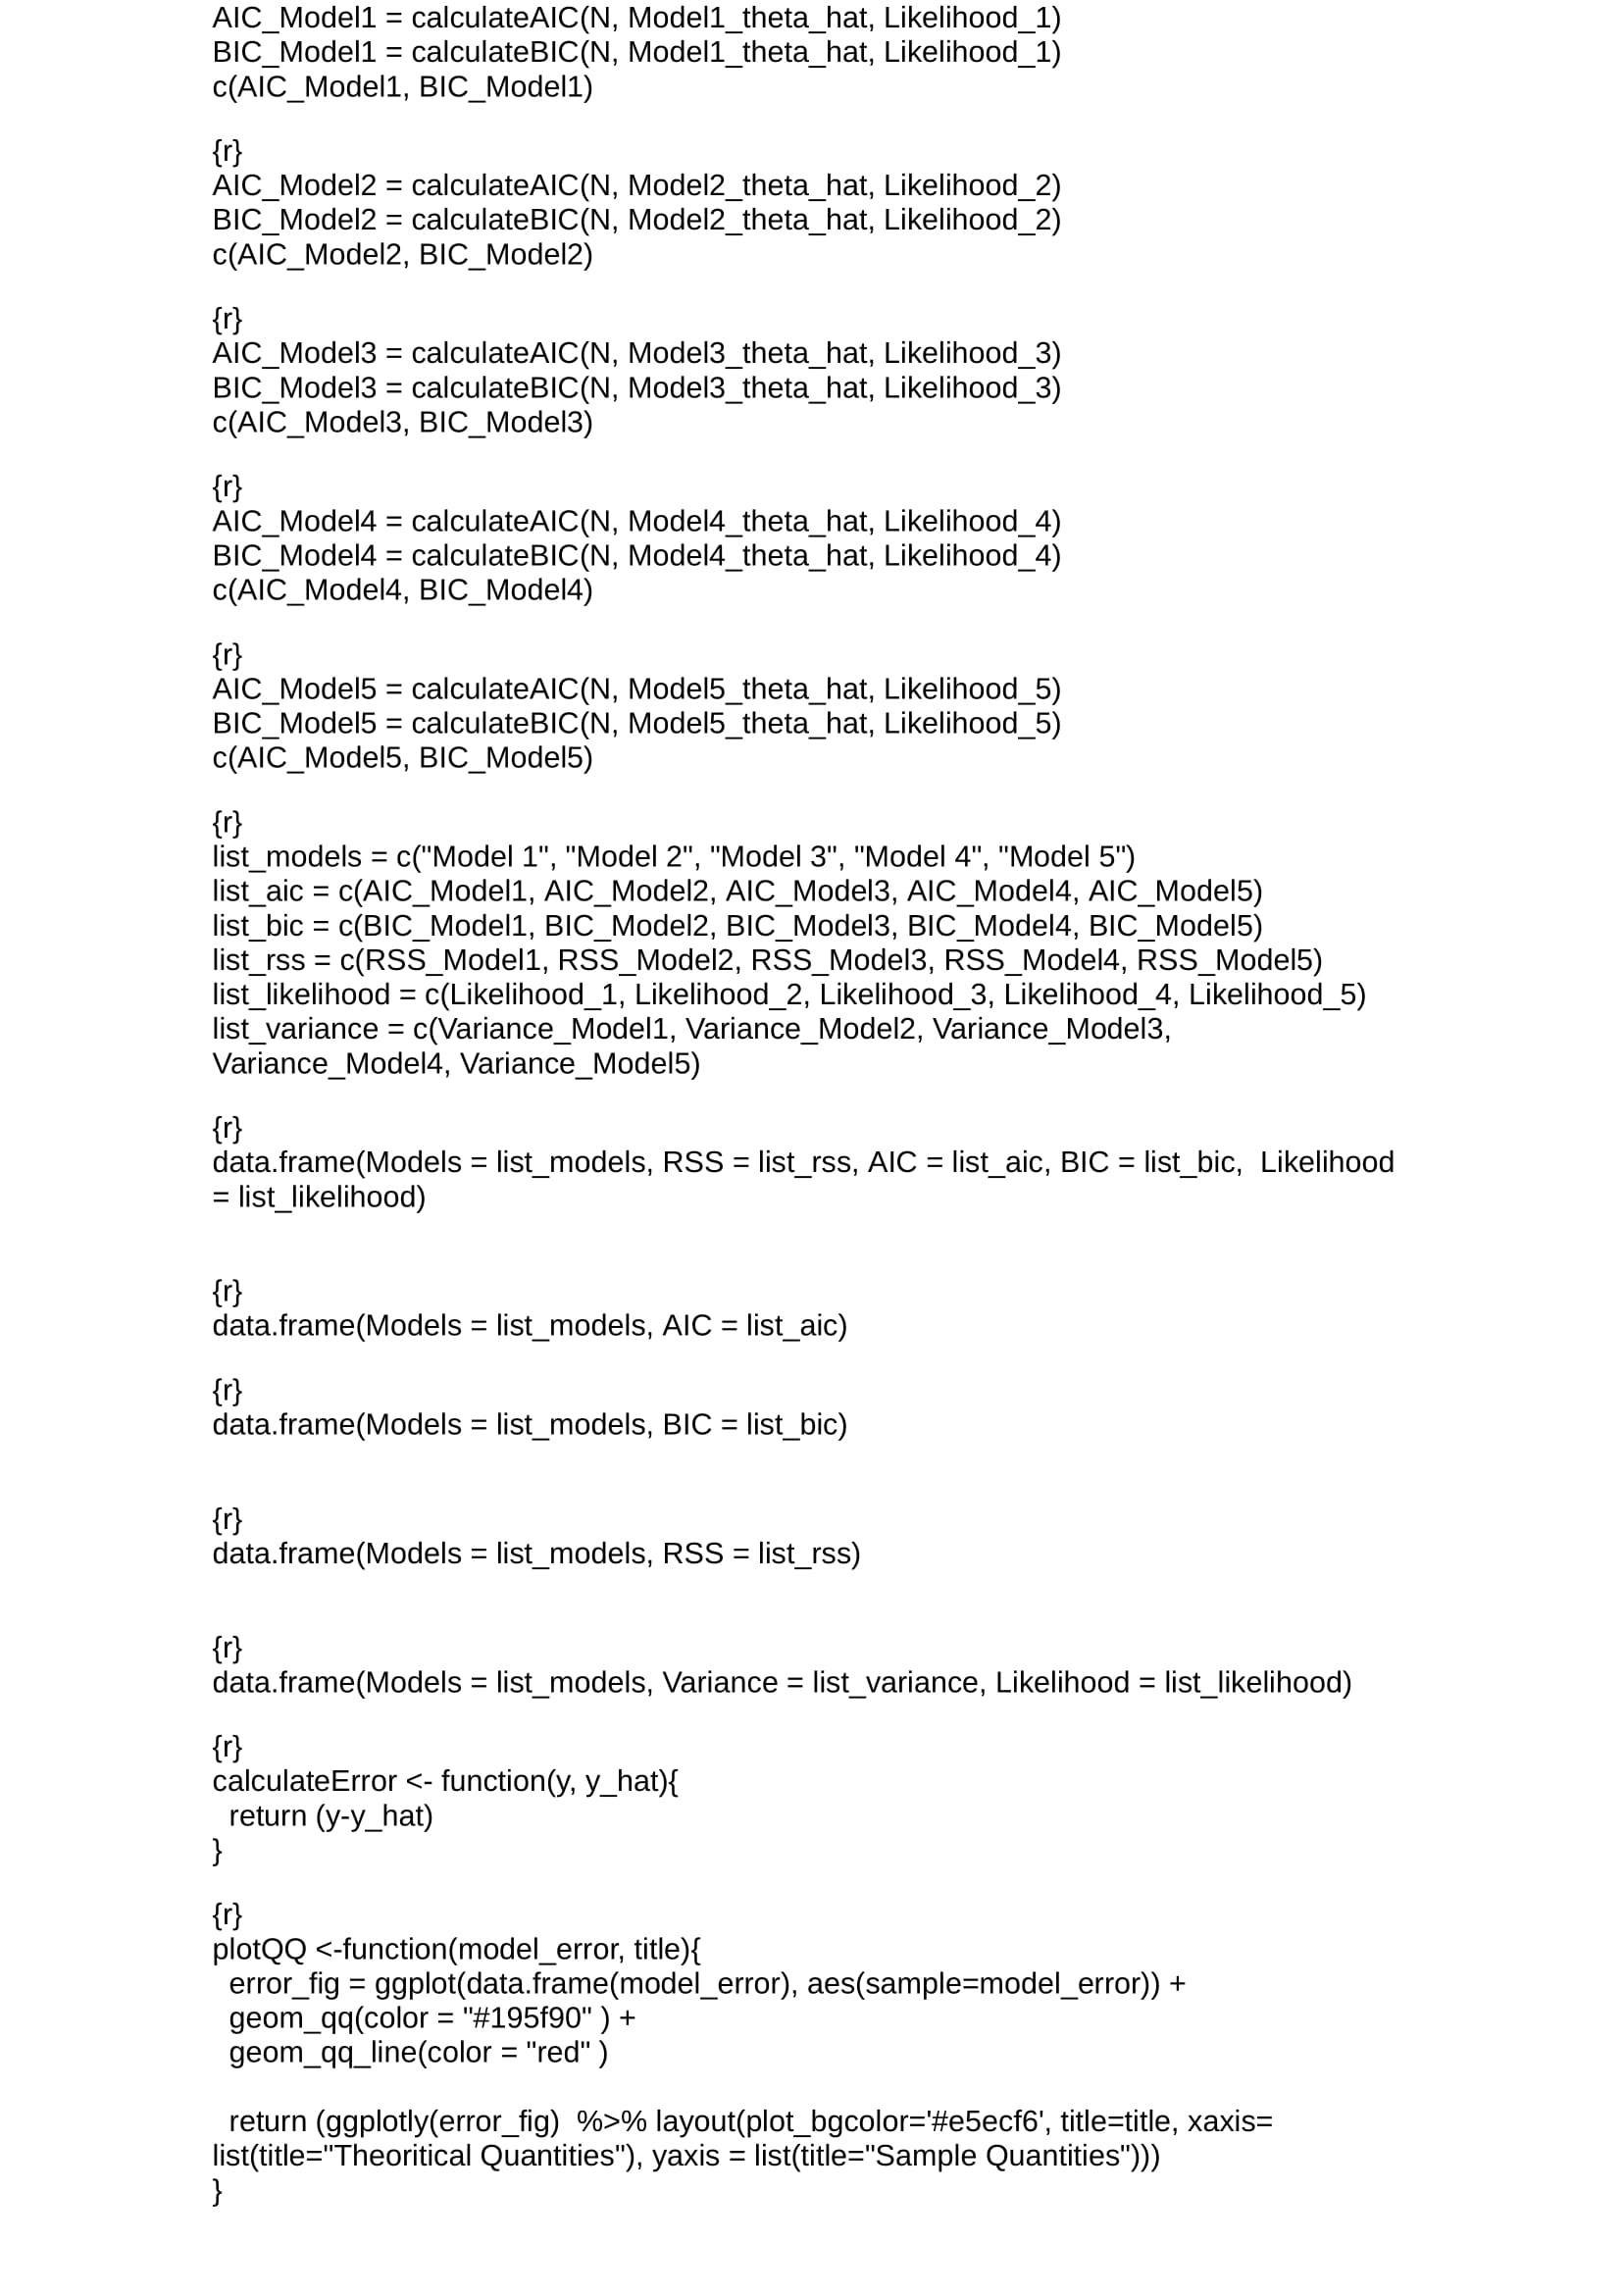 AIC_Model1 = calculateAIC(N, Model1_theta_hat, Likelihood_1)
BIC_Model1 = calculateBIC(N, Model1_theta_hat, Likelihood_1)
c(AIC_Model1, BIC_Model1)

{r}
AIC_Model2 = calculateAIC(N, Model2_theta_hat, Likelihood_2)
BIC_Model2 = calculateBIC(N, Model2_theta_hat, Likelihood_2)
c(AIC_Model2, BIC_Model2)

{r}
AIC_Model3 = calculateAIC(N, Model3_theta_hat, Likelihood_3)
BIC_Model3 = calculateBIC(N, Model3_theta_hat, Likelihood_3)
c(AIC_Model3, BIC_Model3)

{r}
AIC_Model4 = calculateAIC(N, Model4_theta_hat, Likelihood_4)
BIC_Model4 = calculateBIC(N, Model4_theta_hat, Likelihood_4)
c(AIC_Model4, BIC_Model4)

{r}
AIC_Model5 = calculateAIC(N, Model5_theta_hat, Likelihood_5)
BIC_Model5 = calculateBIC(N, Model5_theta_hat, Likelihood_5)
c(AIC_Model5, BIC_Model5)

{r}
list_models = c("Model 1", "Model 2", "Model 3", "Model 4", "Model 5")
list_aic = c(AIC_Model1, AIC_Model2, AIC_Model3, AIC_Model4, AIC_Model5)
list_bic = c(BIC_Model1, BIC_Model2, BIC_Model3, BIC_Model4, BIC_Model5)
list_rss = c(RSS_Model1, RSS_Model2, RSS_Model3, RSS_Model4, RSS_Model5)
list_likelihood = c(Likelihood_1, Likelihood_2, Likelihood_3, Likelihood_4, Likelihood_5)
list_variance = c(Variance_Model1, Variance_Model2, Variance_Model3,
Variance_Model4, Variance_Model5)

{r}
data.frame(Models = list_models, RSS = list_rss, AIC = list_aic, BIC = list_bic,  Likelihood
= list_likelihood)

{r}
data.frame(Models = list_models, AIC = list_aic)

{r}
data.frame(Models = list_models, BIC = list_bic)

{r}
data.frame(Models = list_models, RSS = list_rss)

{r}
data.frame(Models = list_models, Variance = list_variance, Likelihood = list_likelihood)

{r}
calculateError <- function(y, y_hat){
  return (y-y_hat)
}

{r}
plotQQ <-function(model_error, title){
  error_fig = ggplot(data.frame(model_error), aes(sample=model_error)) +
  geom_qq(color = "#195f90" ) +
  geom_qq_line(color = "red" )

  return (ggplotly(error_fig)  %>% layout(plot_bgcolor='#e5ecf6', title=title, xaxis=
list(title="Theoritical Quantities"), yaxis = list(title="Sample Quantities")))
}